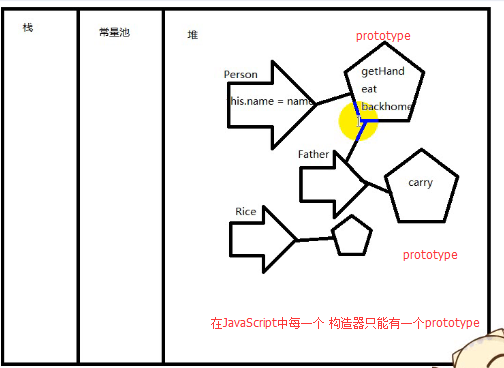 栈
常量池
堆
prototype
Person
getHand
eat
backhome
his.name = name
Father
carry
Rice
prototype
在JavaScript中每一个 构造器只能有一个prototype